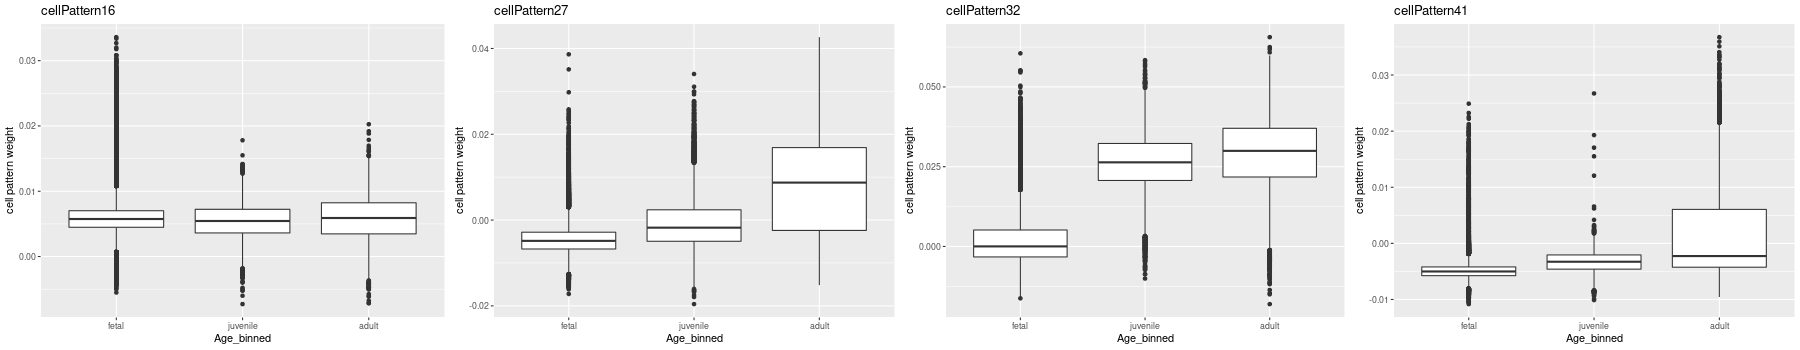 cellPattern16
cell pattern weight
0.03
0.02
0.01
0.00
fetal
juvenile
adult
Age_binned
cellPattern27
cell pattern weight
0.04
0.02
0.00
-0.02
fetal
juvenile
adult
Age_binned
cellPattern32
cell pattern weight
0.050
0.025
0.000
fetal
juvenile
adult
Age_binned
cellPattern41
cell pattern weight
0.03
0.02
0.01
0.00
-0.01
fetal
juvenile
adult
Age_binned